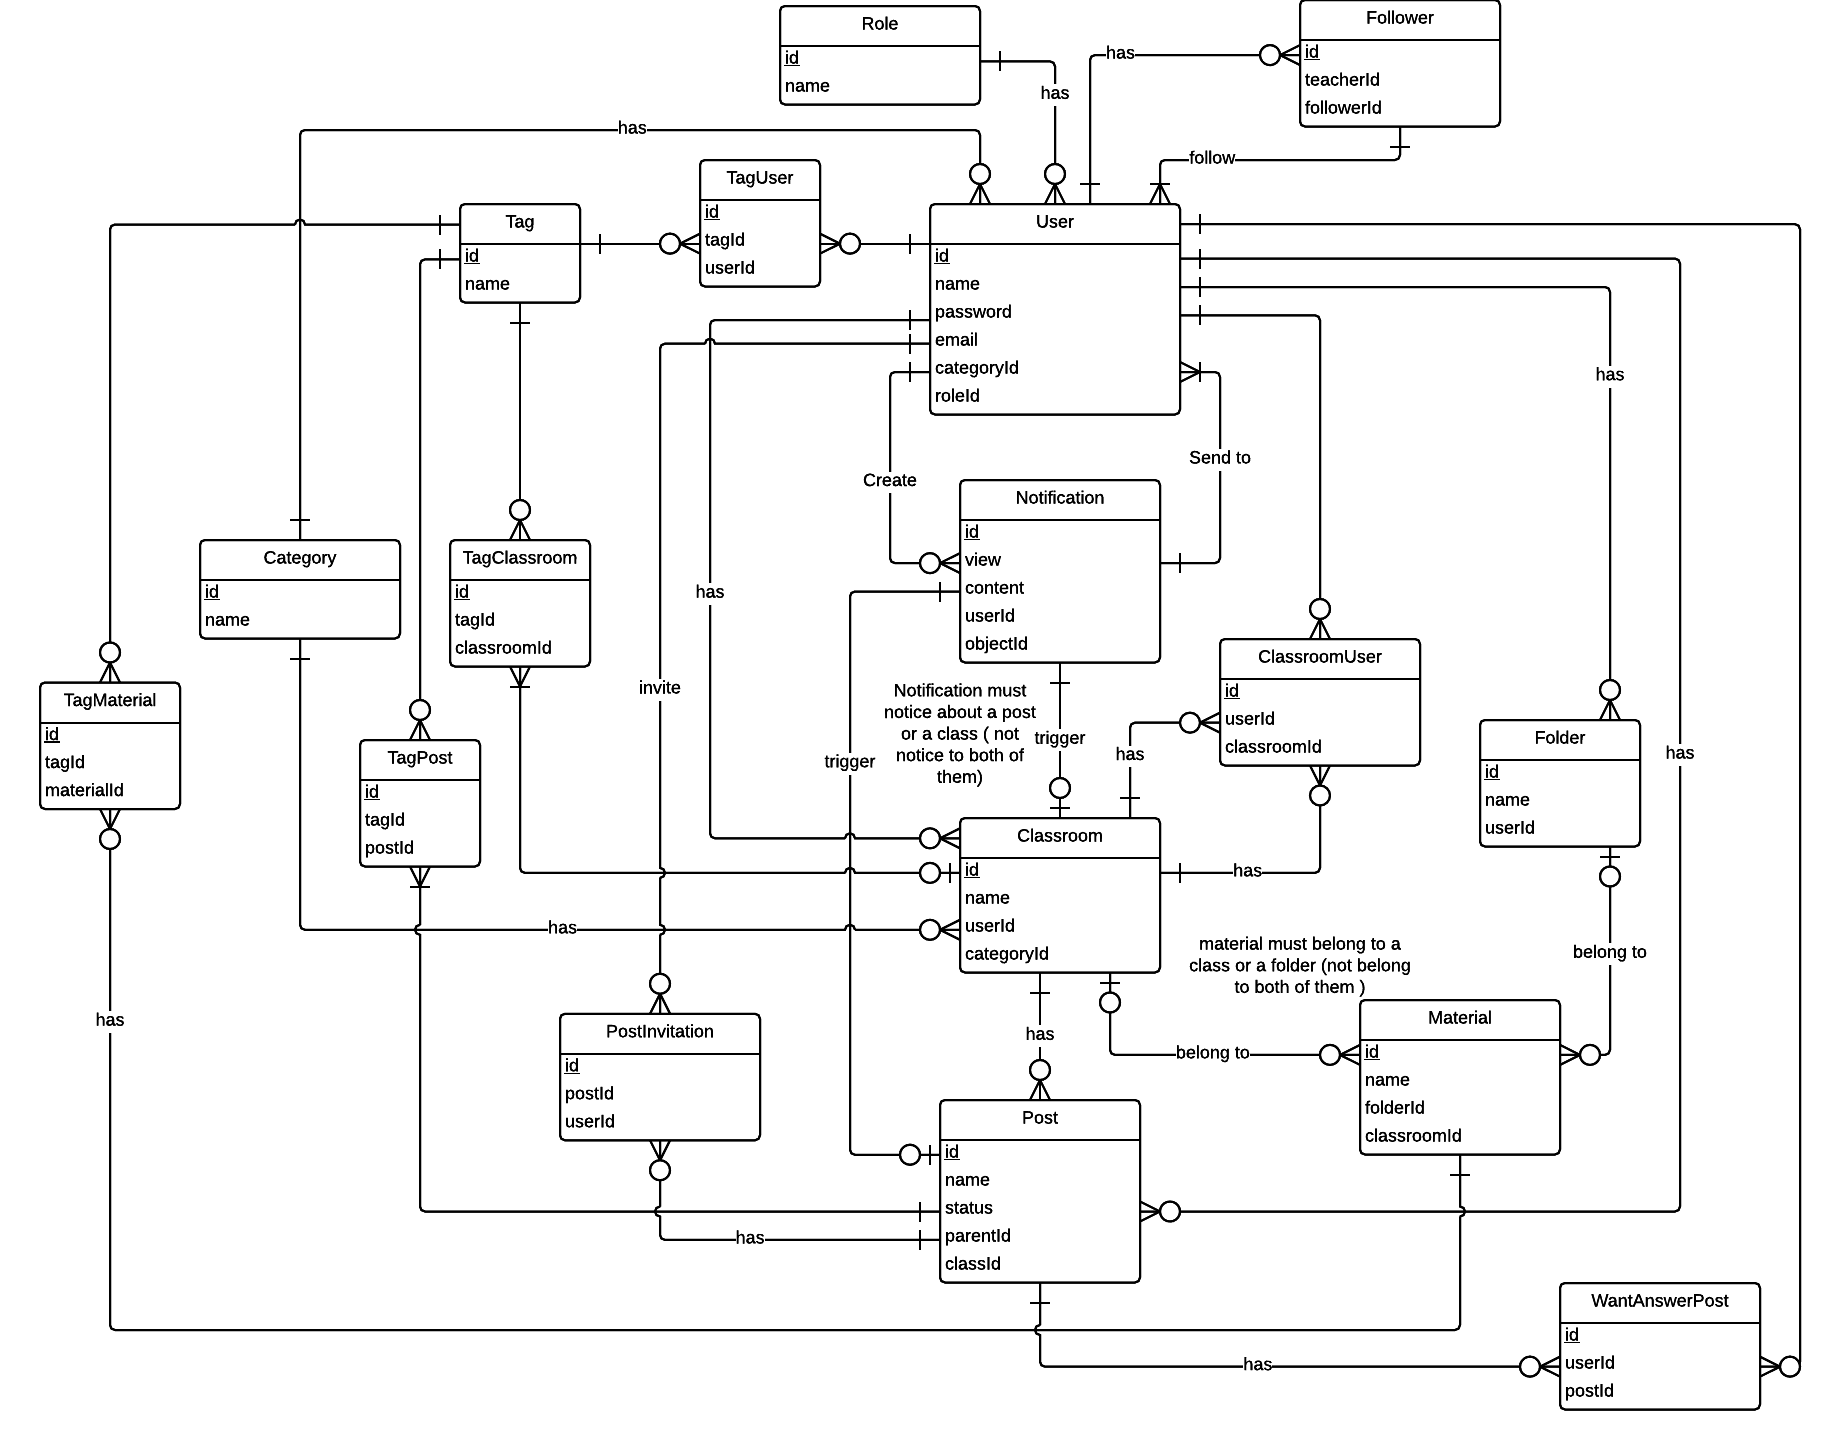 Role
id
name
Follower
id
teacherId
followerId
has
has
has
follow
TagUser
id
tagId
userId
Tag
id
name
User
id
name
password
email
categoryId
roleId
has
Send to
Create
Notification
id
view
content
userId
objectId
Category
id
name
TagClassroom
id
tagId
classroomId
has
invite
ClassroomUser
id
userId
classroomId
TagMaterial
id
tagId
materialId
Notification must
notice about a post
or a class ( not
notice to both of
them)
trigger
trigger
has
has
Folder
id
name
userId
TagPost
id
tagId
postId
Classroom
id
name
userId
categoryId
has
has
material must belong to a
class or a folder (not belong
to both of them )
belong to
has
has
belong to
PostInvitation
id
postId
userId
Material
id
name
folderId
classroomId
Post
id
name
status
parentId
classId
has
WantAnswerPost
id
userId
postId
has